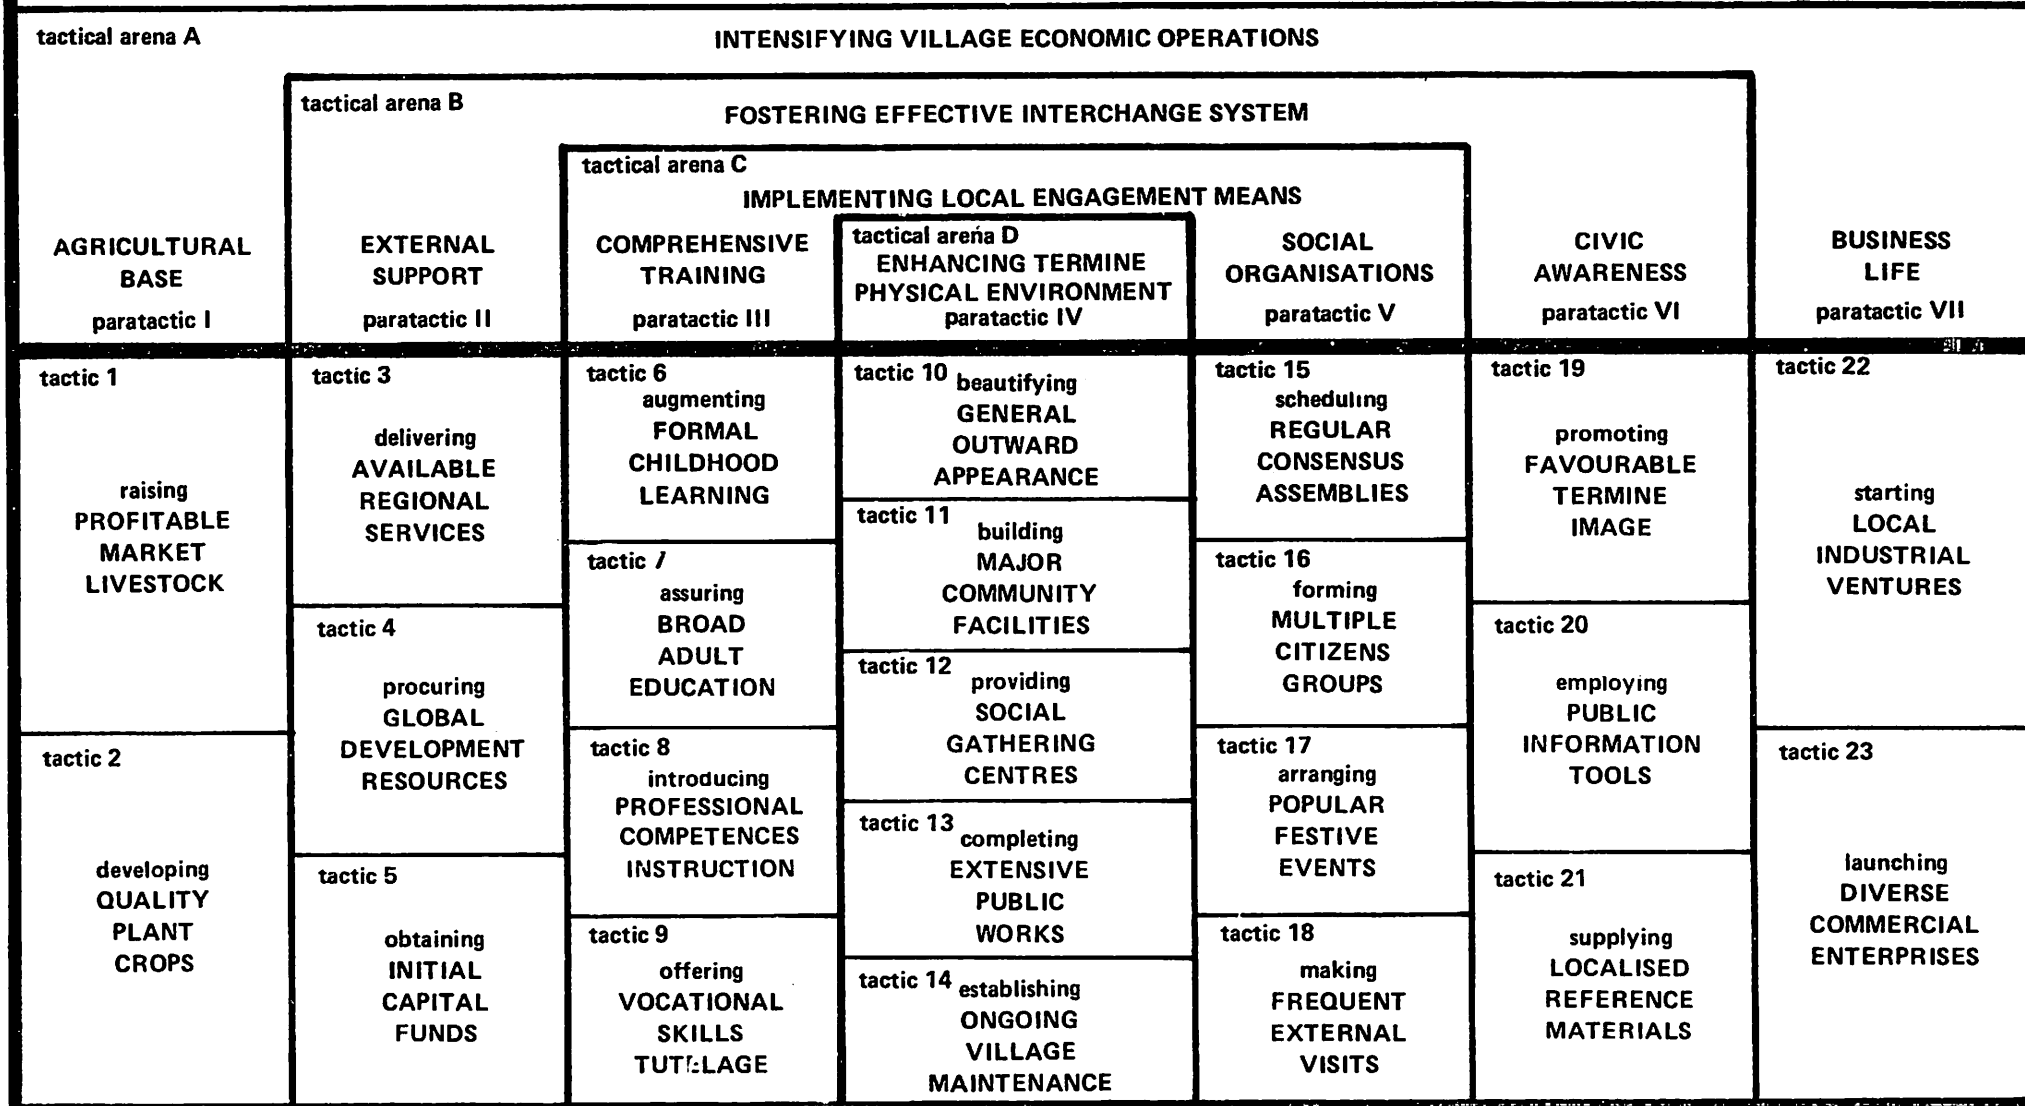 tactical arena A
INTENSIFYING VILLAGE ECONOMIC OPERATIONS
tactical arena B
FOSTERING EFFECTIVE INTERCHANGE SYSTEM
tactical arena C
IMPLEMENTING LOCAL ENGAGEMENT MEANS
AGRICULTURAL
BASE
paratactic I
EXTERNAL
SUPPORT
paratactic II
COMPREHENSIVE
TRAINING
paratactic III
tactical arena D
ENHANCING TERMINE
PHYSICAL ENVIRONMENT
paratactic IV
SOCIAL
ORGANISATIONS
paratactic V
CIVIC
AWARENESS
paratactic VI
BUSINESS
LIFE
paratactic VII
tactic 1
raising
PROFITABLE
MARKET
LIVESTOCK
tactic 2
developing
QUALITY
PLANT
CROPS
tactic 3
delivering
AVAILABLE
REGIONAL
SERVICES
tactic 4
procuring
GLOBAL
DEVELOPMENT
RESOURCES
tactic 5
obtaining
INITIAL
CAPITAL
FUNDS
tactic 6
augmenting
FORMAL
CHILDHOOD
LEARNING
tactic 7
assuring
BROAD
ADULT
EDUCATION
tactic 8
introducing
PROFESSIONAL
COMPETENCES
INSTRUCTION
tactic 9
offering
VOCATIONAL
SKILLS
TUTELAGE
tactic 10
beautifying
GENERAL
OUTWARD
APPEARANCE
tactic 11
building
MAJOR
COMMUNITY
FACILITIES
tactic 12
providing
SOCIAL
GATHERING
CENTRES
tactic 13
completing
EXTENSIVE
PUBLIC
WORKS
tactic 14
establishing
ONGOING
VILLAGE
MAINTENANCE
tactic 15
scheduling
REGULAR
CONSENSUS
ASSEMBLIES
tactic 16
forming
MULTIPLE
CITIZENS
GROUPS
tactic 17
arranging
POPULAR
FESTIVE
EVENTS
tactic 18
making
FREQUENT
EXTERNAL
VISITS
tactic 19
promoting
FAVOURABLE
TERMINE
IMAGE
tactic 20
employing
PUBLIC
INFORMATION
TOOLS
tactic 21
supplying
LOCALISED
REFERENCE
MATERIALS
tactic 22
starting
LOCAL
INDUSTRIAL
VENTURES
tactic 23
launching
DIVERSE
COMMERCIAL
ENTERPRISES